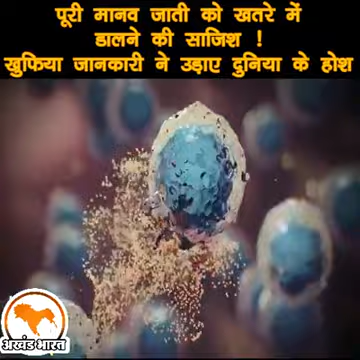 पूरी मानव जाती को खतरे में
डालने की साजिश !
खुफिया जानकारी ने उड़ाए दुनिया के होश
अखंड भारत